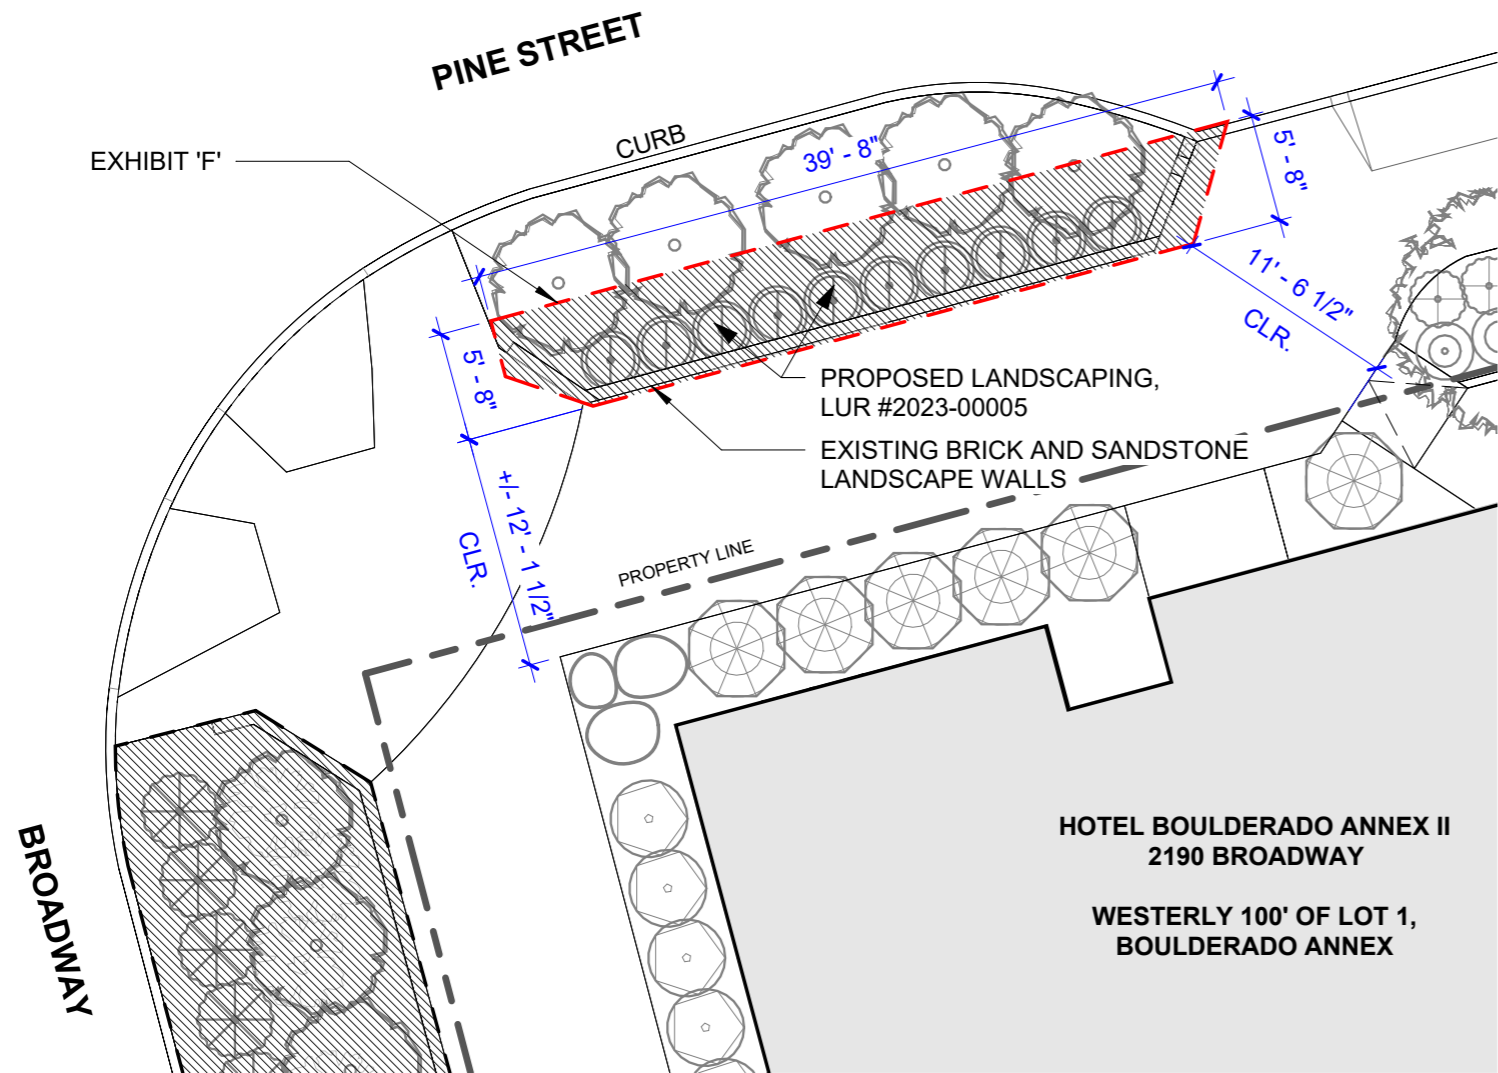 PINE STREET
CURB
EXHIBIT 'F'
39' - 8"
5' - 8"
11' - 6 1/2"
CLR.
5' - 8"
PROPOSED LANDSCAPING,
LUR #2023-00005
EXISTING BRICK AND SANDSTONE
LANDSCAPE WALLS
+/- 12' - 1 1/2"
CLR.
PROPERTY LINE
BROADWAY
HOTEL BOULDERADO ANNEX II
2190 BROADWAY
WESTERLY 100' OF LOT 1,
BOULDERADO ANNEX